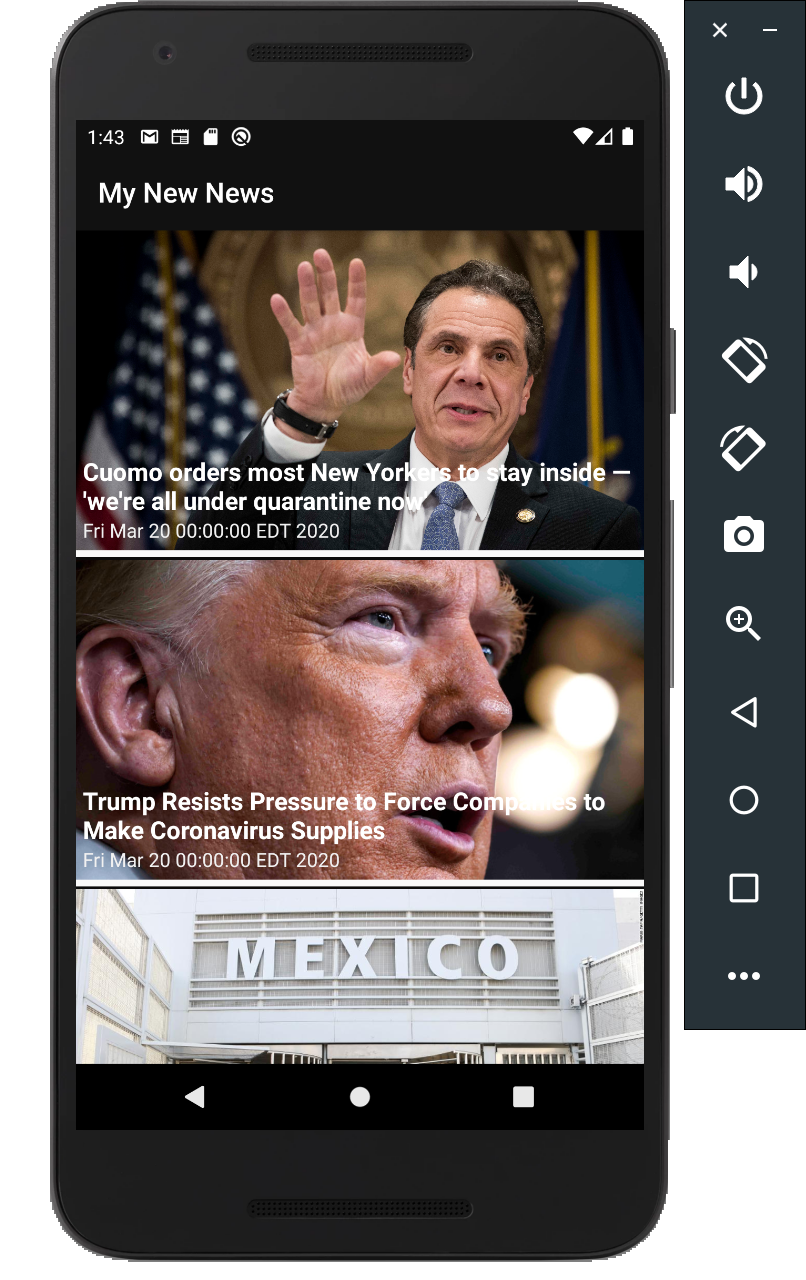 1:43
My New News
Cuomo orders most New Yorkers to stay inside —
'we're all under quarantine now'
Fri Mar 20 00:00:00 EDT 2020
Trump Resists Pressure to Force Companies to
Make Coronavirus Supplies
Fri Mar 20 00:00:00 EDT 2020
MEXICO